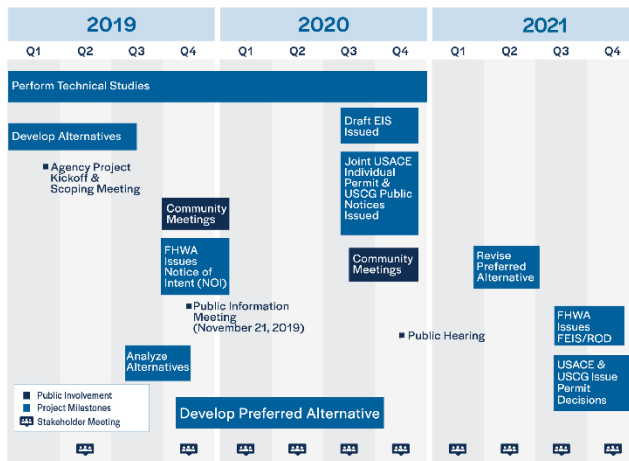 2019 2020 2021
Q1 Q2 Q3 Q4 Q1 Q2 Q3 Q4 Q1 Q2 Q3 Q4
Perform Technical Studies
Draft EIS
Issued
Develop Alternatives
Joint USACE
Individual
Permit &
USCG Public
Notices
Issued
Agency Project
Kickoff &
Scoping Meeting
Community
Meetings
FHWA
Issues
Notice of
Intent (NOI)
Community
Meetings
Revise
Preferred
Alternative
Public Information
Meeting
(November 21, 2019)
Public Hearing
FHWA
Issues
FEIS/ROD
Analyze
Alternatives
USACE &
USCG Issue
Permit
Decisions
Public Involvement
Project Milestones
Stakeholder Meeting
Develop Preferred Alternative